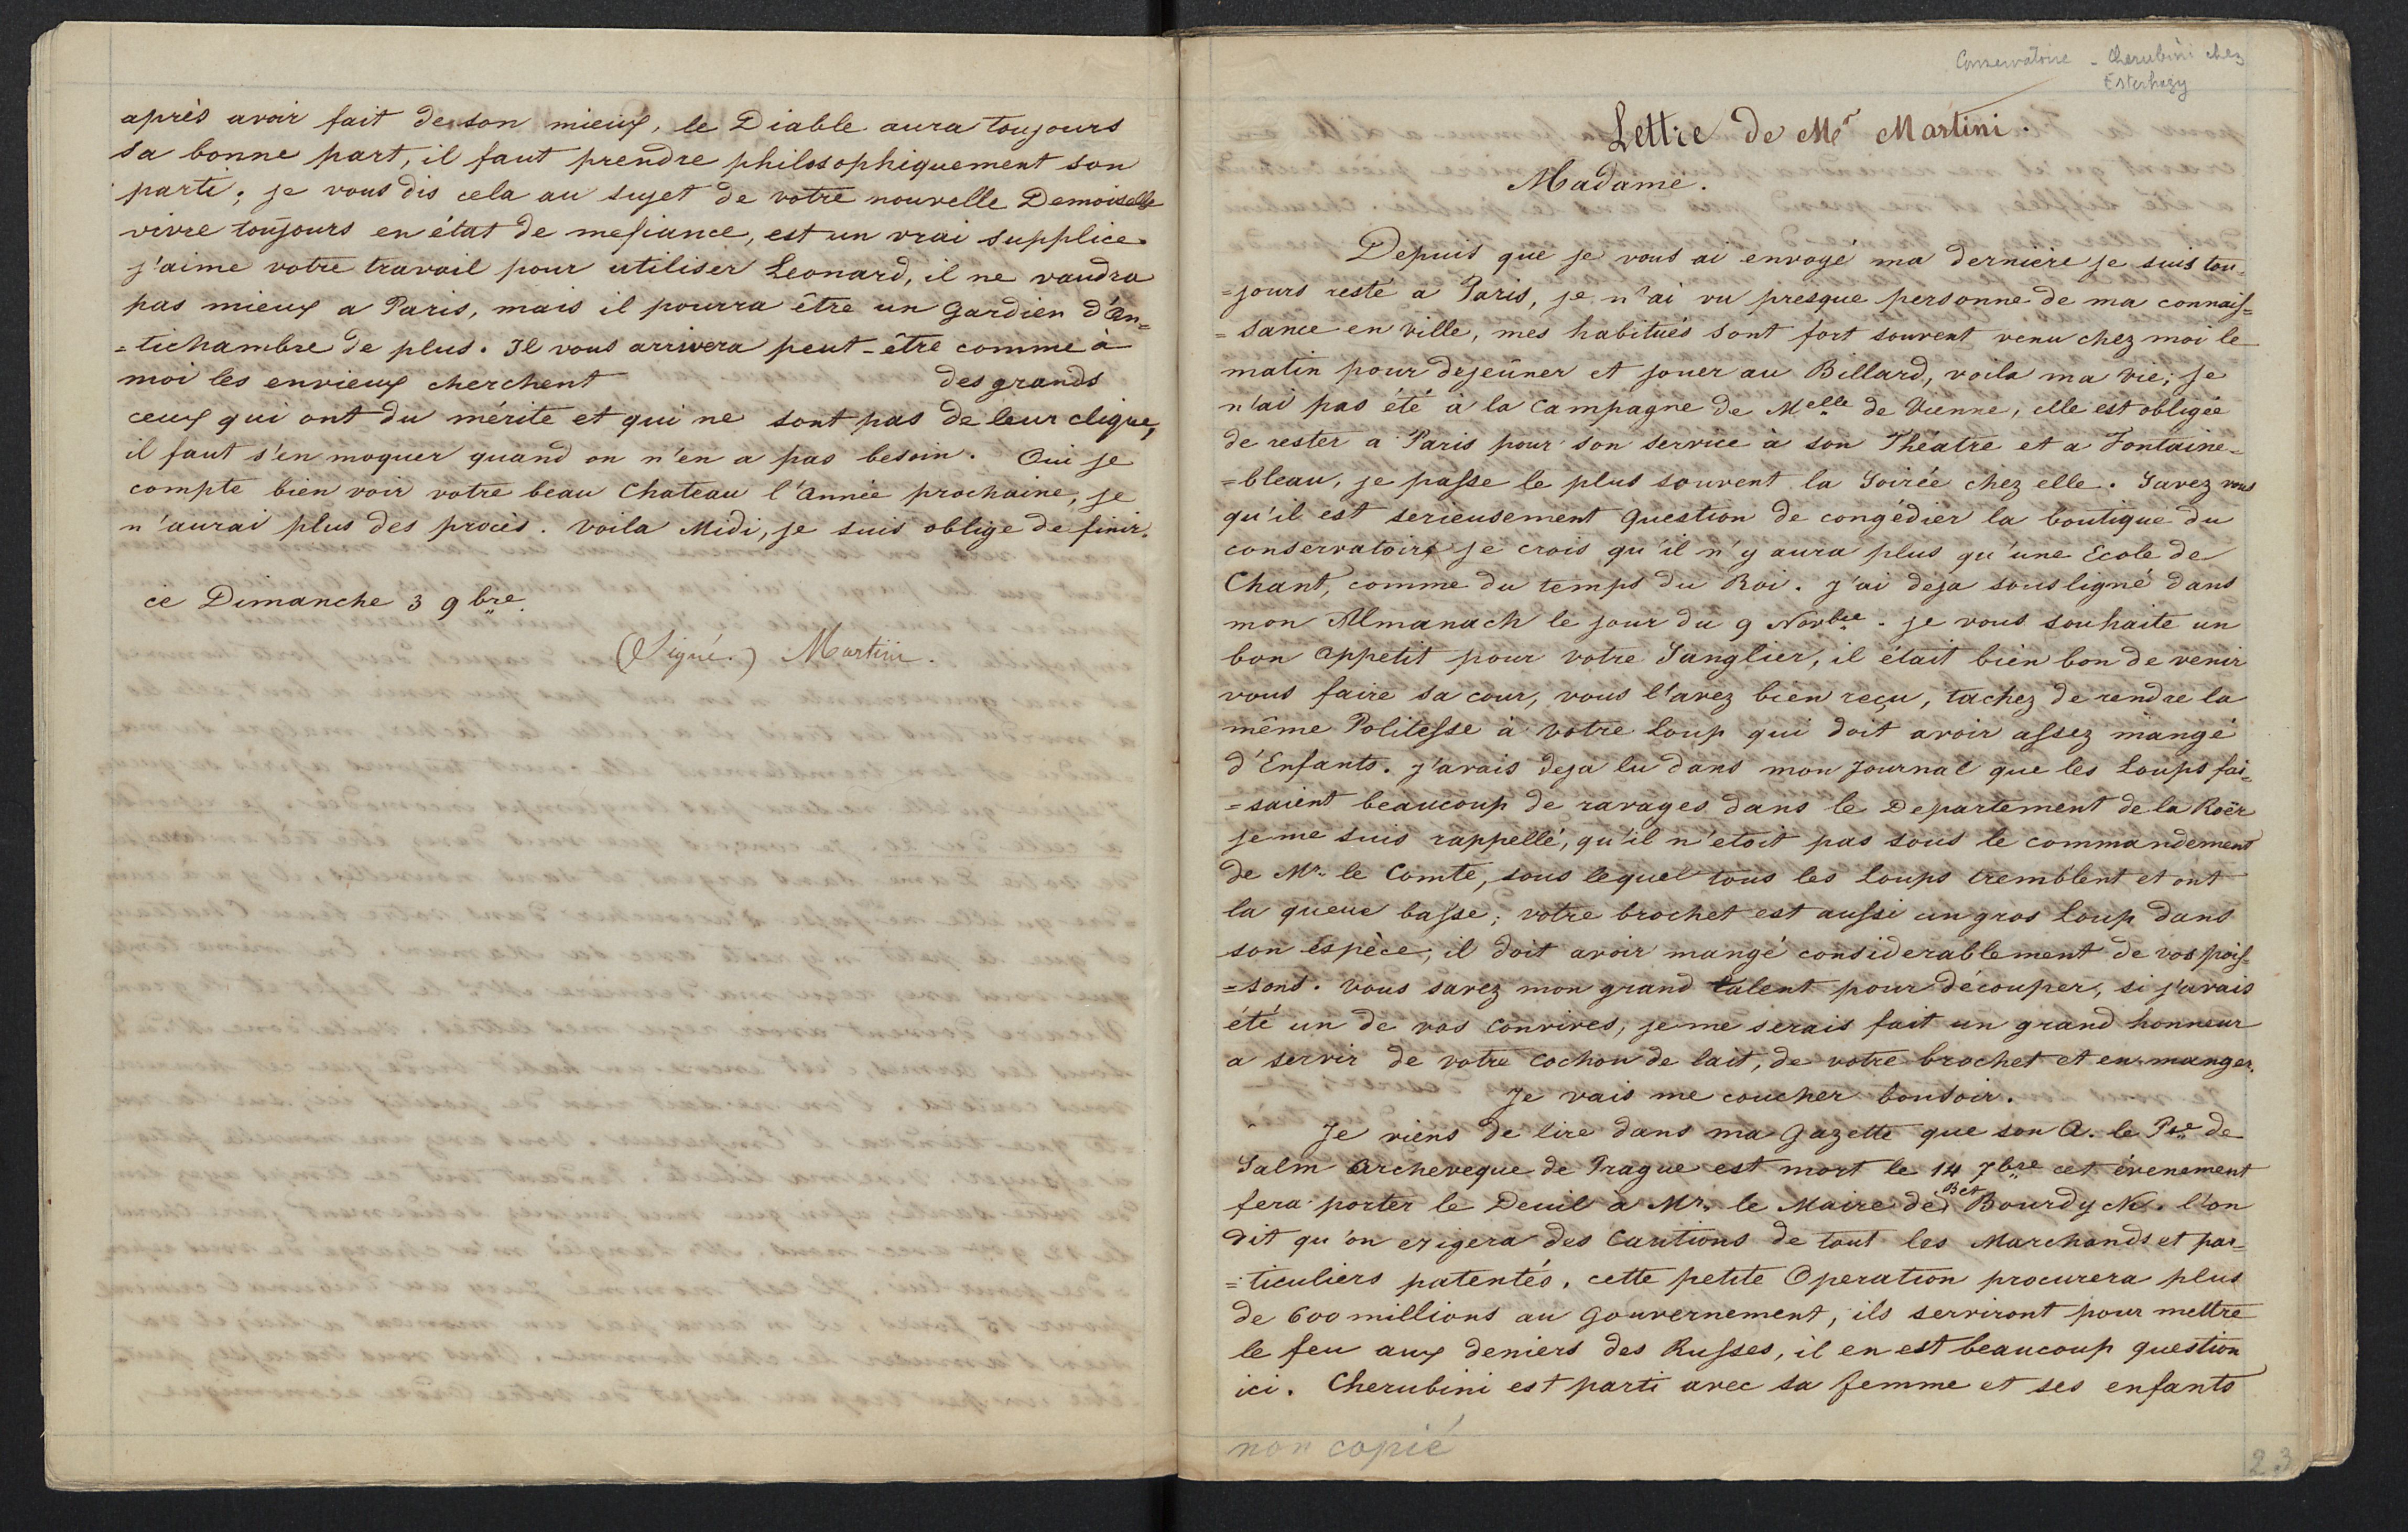 après avoir fait de son mieux, le Diable aura toujours
sa bonne part, il faut prendre philosophiquement son
parti; je vous dis cela au sujet de votre nouvelle Demoiselle
vivre toujours en état de mefiance, est un vrai supplice.
j'aime votre travail pour utiliser Leonard, il ne vaudra
pas mieux a Paris, mais il pourra être un Gardien d'An=
=tichambre de plus. Il vous arrivera peut-être comme à
moi les envieux cherchent des grands
ceux qui ont du mérite et qui ne sont pas de leur clique,
il faut s'en moquer quand on n'en a pas besoin. Oui je
compte bien voir votre beau Chateau l'Année prochaine, je
n'aurai plus des procès. Voila Midi, je suis oblige de finir.
ce Dimanche 3 9bre.
(Signé.) Martini.
Conservatoire - Cherubini chez
Esterhazy
Lettre de Mr Martini.
Madame.
Depuis que je vous ai envoyé ma derniere je suis tou=
=jours resté a Paris, je n'ai vu presque personne de ma connais=
=sance en ville, mes habitués sont fort souvent venu chez moi le
matin pour dejeûner et jouer au Billard, voila ma vie; je
n'ai pas été à la Campagne de Melle de Vienne, elle est obligée
de rester a Paris pour son service à son Théatre et a Fontaine=
=bleau, je passe le plus souvent la Soirée chez elle. Savez vous
qu'il est serieusement Question de congédier la boutique du
conservatoire je crois qu'il n'y aura plus qu'une Ecole de
Chant, comme du temps du Roi. J'ai deja sousligné dans
mon Almanach le jour du 9 Novbre. je vous souhaite un
bon appetit pour votre Sanglier, il était bien bon de venir
vous faire sa cour, vous l'avez bien reçu, tachez de rendre la
même Politesse à votre Loup qui doit avoir assez mangé
d'Enfants. j'avais deja lu dans mon Journal que les Loups fai=
=saient beaucoup de ravages dans le Departement de la Roër
je me suis rappellé, qu'il n'etoit pas sous le commandement
de Mr. le Comte, sous lequel tous les Loups tremblent et ont
la queue basse; votre brochet est aussi un gros Loup dans
son espèce; il doit avoir mangé considerablement de vos pois=
=sons. Vous savez mon grand talent pour découper, si j'avais
été un de vos convives, je me serais fait un grand honneur
a servir de votre cochon de lait, de votre brochet et en manger.
Je vais me coucher bonsoir.
Je viens de lire dans ma Gazette que son A. le Pce de
Salm Archeveque de Prague est mort le 14 7bre cet évenement
fera porter le Deuil à Mr. le Maire de Bet Bourdyck. l'on
dit qu'on erigera des Cautions de tout les Marchands et par=
=ticuliers patentés, cette petite Operation procurera plus
de 600 millions au Gouvernement, ils serviront pour mettre
le feu aux deniers des Russes, il en est beaucoup question
ici. Cherubini est parti avec sa femme et ses enfants
non copié
23